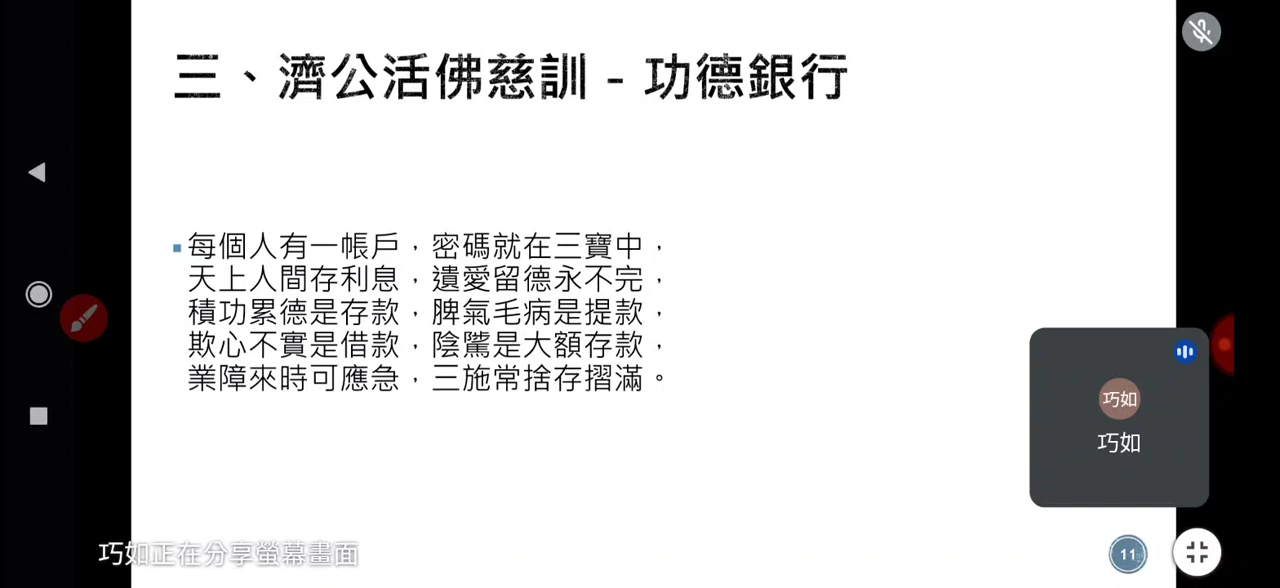 三、濟公活佛慈訓－功德銀行
每個人有一帳戶，密碼就在三寶中，
天上人間存利息，遺愛留德永不完，
積功累德是存款，脾氣毛病是提款，
欺心不實是借款，陰騭是大額存款，
業障來時可應急，三施常捨存摺滿。
巧如
巧如
巧如正在分享螢幕畫面
11